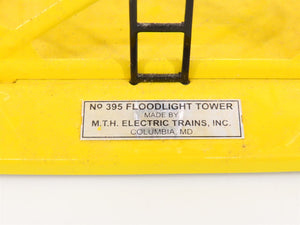 Nº 395 FLOODLIGHT TOWER
MADE BY
M.T.H. ELECTRIC TRAINS, INC.
COLUMBIA, MD